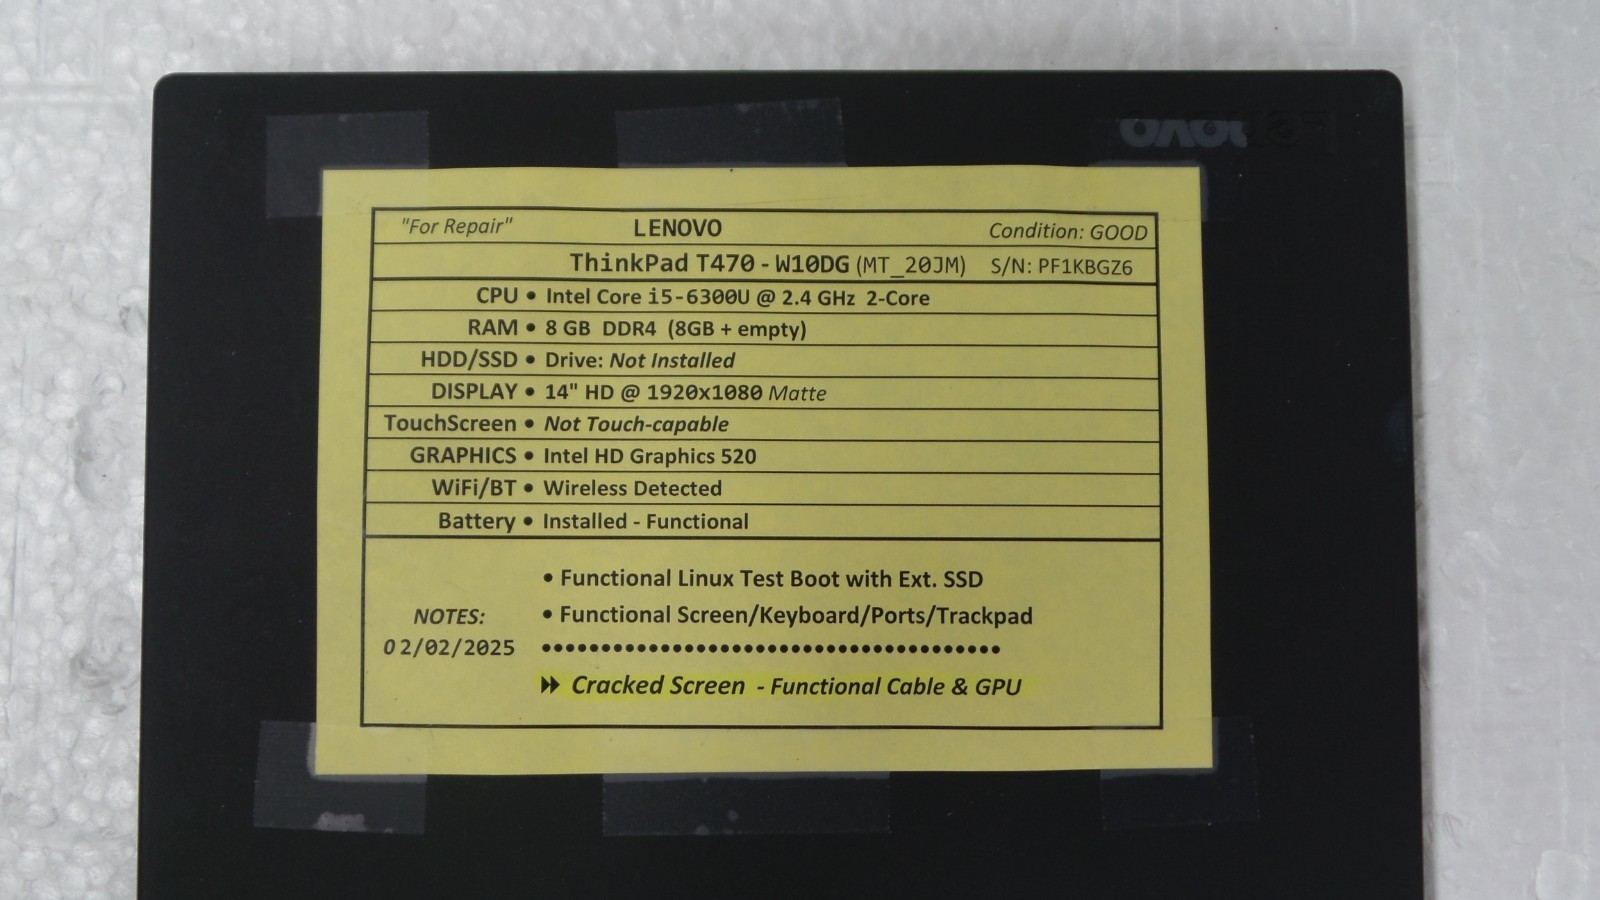 Lenovo
"For Repair" LENOVO Condition: GOOD
ThinkPad T470 - W10DG (MT_20JM) S/N: PF1KBGZ6
CPU • Intel Core i5-6300U @ 2.4 GHz 2-Core
RAM • 8 GB DDR4 (8GB + empty)
HDD/SSD • Drive: Not Installed
DISPLAY • 14" HD @ 1920x1080 Matte
TouchScreen • Not Touch-capable
GRAPHICS • Intel HD Graphics 520
WiFi/BT • Wireless Detected
Battery • Installed - Functional
• Functional Linux Test Boot with Ext. SSD
NOTES: • Functional Screen/Keyboard/Ports/Trackpad
02/02/2025 ••••••••••••••••••••••••••••••••••••••
Cracked Screen - Functional Cable & GPU